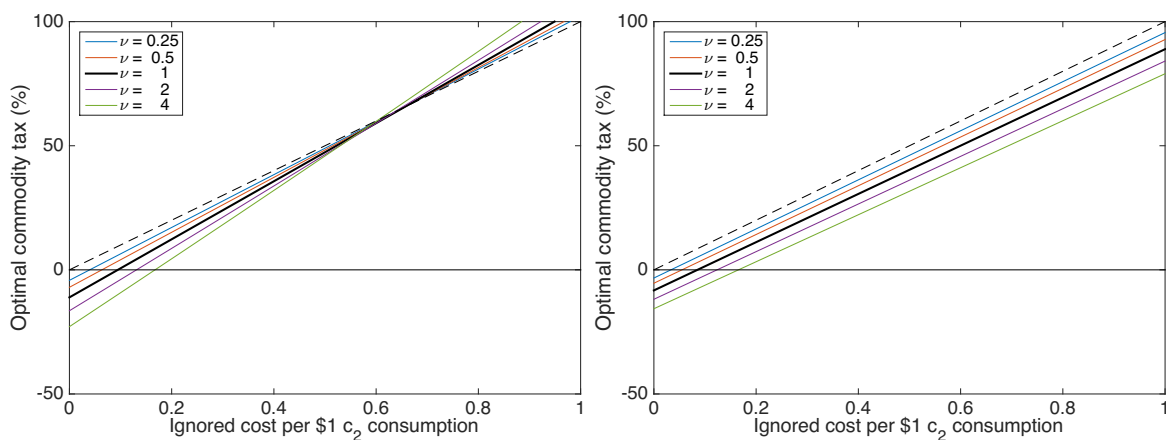 100
50
0
-50
Optimal commodity tax (%)
ν = 0.25
ν = 0.5
ν = 1
ν = 2
ν = 4
0 0.2 0.4 0.6 0.8 1
Ignored cost per $1 c₂ consumption
100
50
0
-50
Optimal commodity tax (%)
ν = 0.25
ν = 0.5
ν = 1
ν = 2
ν = 4
0 0.2 0.4 0.6 0.8 1
Ignored cost per $1 c₂ consumption